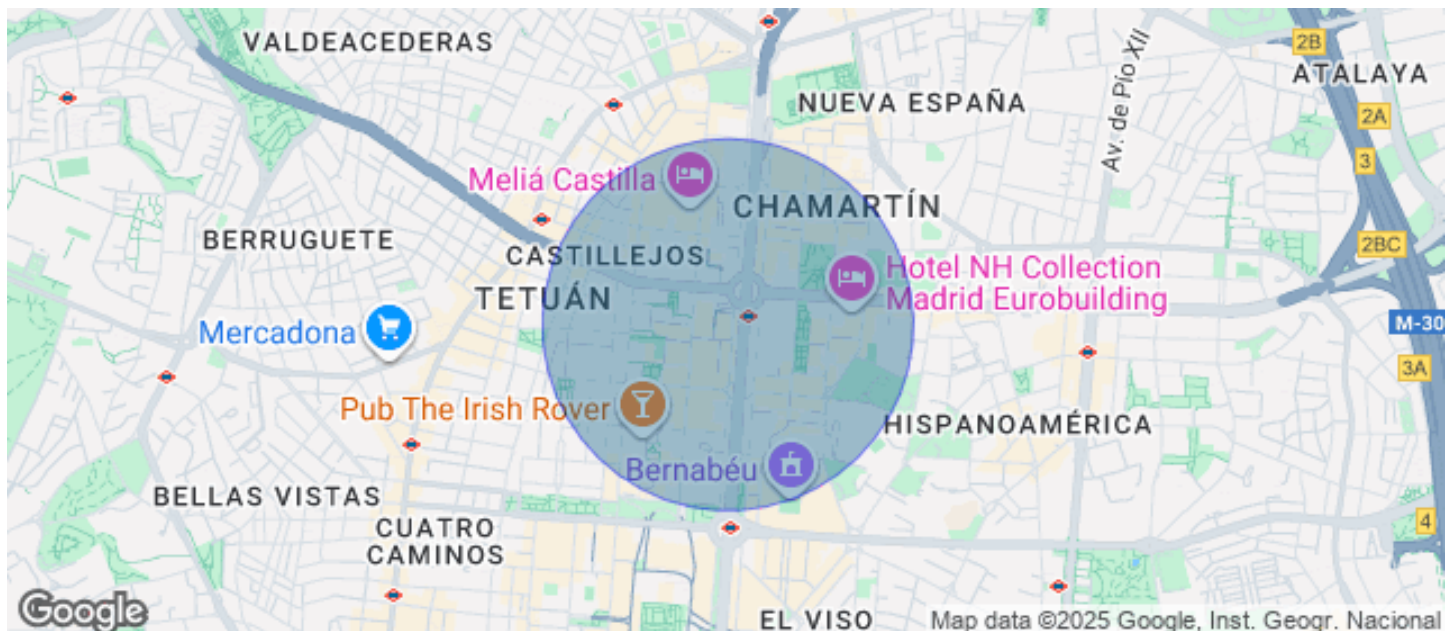 VALDEACEDERAS
2B
ATALAYA
NUEVA ESPAÑA
Av. de Pío XII
2A
3
Meliá Castilla
CHAMARTÍN
BERRUGUETE
CASTILLEJOS
2BC
Hotel NH Collection
Madrid Eurobuilding
TETUÁN
Mercadona
M-30
3A
Pub The Irish Rover
HISPANOAMÉRICA
Bernabéu
BELLAS VISTAS
CUATRO
CAMINOS
4
EL VISO
Google
Map data ©2025 Google, Inst. Geogr. Nacional